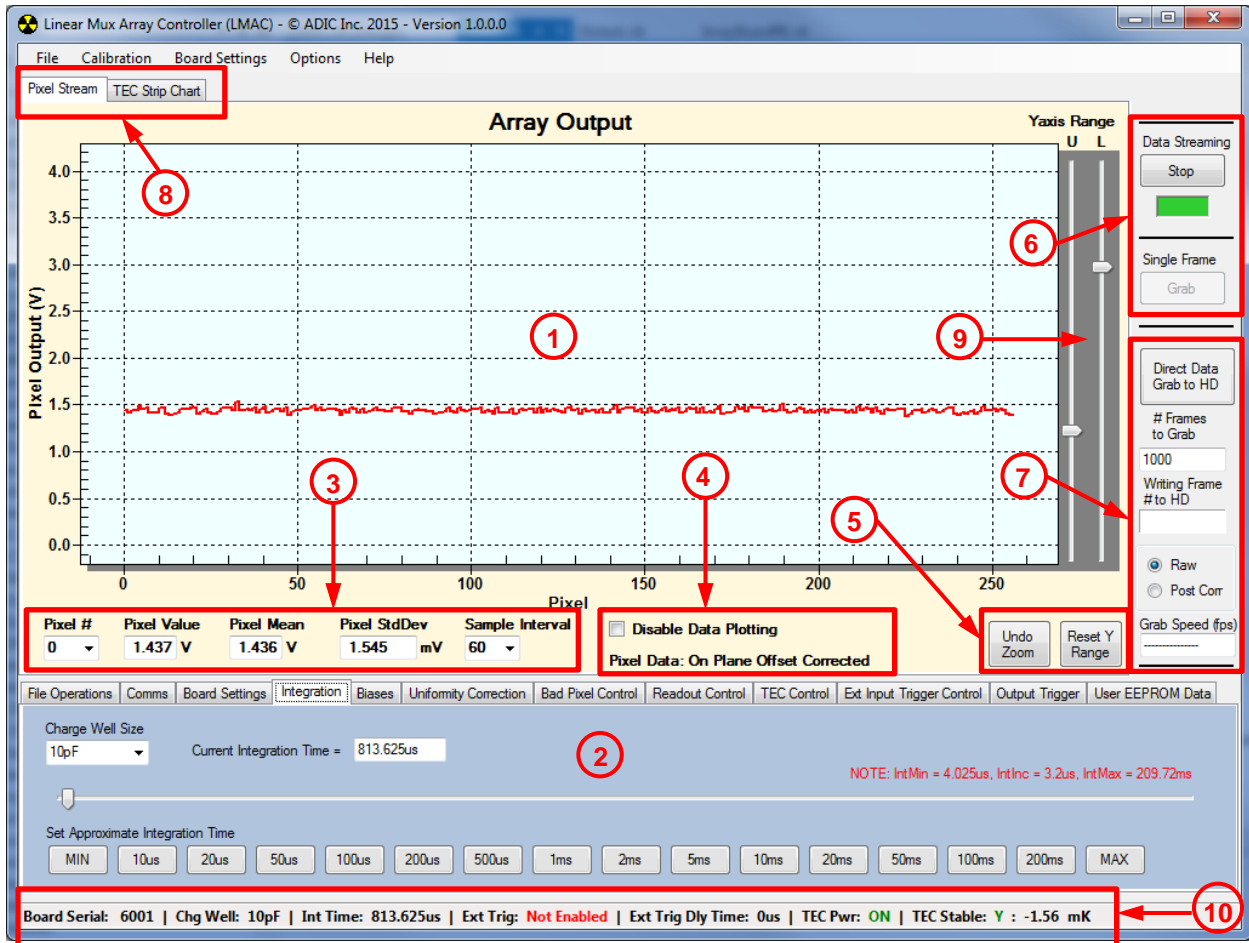 Linear Mux Array Controller (LMAC) - © ADIC Inc. 2015 - Version 1.0.0.0
File Calibration Board Settings Options Help
Pixel Stream TEC Strip Chart
Array Output
Yaxis Range
U L
Data Streaming
Stop
Single Frame
Grab
Direct Data
Grab to HD
# Frames
to Grab
1000
Writing Frame
# to HD
Raw
Post Corr
Grab Speed (fps)
---------------
Pixel Output (V)
4.0
3.5
3.0
2.5
2.0
1.5
1.0
0.5
0.0
0 50 100 150 200 250
Pixel
8
1
6
9
3
4
5
7
Pixel # Pixel Value Pixel Mean Pixel StdDev Sample Interval
0 1.437 V 1.436 V 1.545 mV 60
Disable Data Plotting
Pixel Data: On Plane Offset Corrected
Undo
Zoom
Reset Y
Range
File Operations Comms Board Settings Integration Biases Uniformity Correction Bad Pixel Control Readout Control TEC Control Ext Input Trigger Control Output Trigger User EEPROM Data
Charge Well Size
10pF Current Integration Time = 813.625us
2
NOTE: IntMin = 4.025us, IntInc = 3.2us, IntMax = 209.72ms
Set Approximate Integration Time
MIN 10us 20us 50us 100us 200us 500us 1ms 2ms 5ms 10ms 20ms 50ms 100ms 200ms MAX
Board Serial: 6001 | Chg Well: 10pF | Int Time: 813.625us | Ext Trig: Not Enabled | Ext Trig Dly Time: 0us | TEC Pwr: ON | TEC Stable: Y : -1.56 mK
10